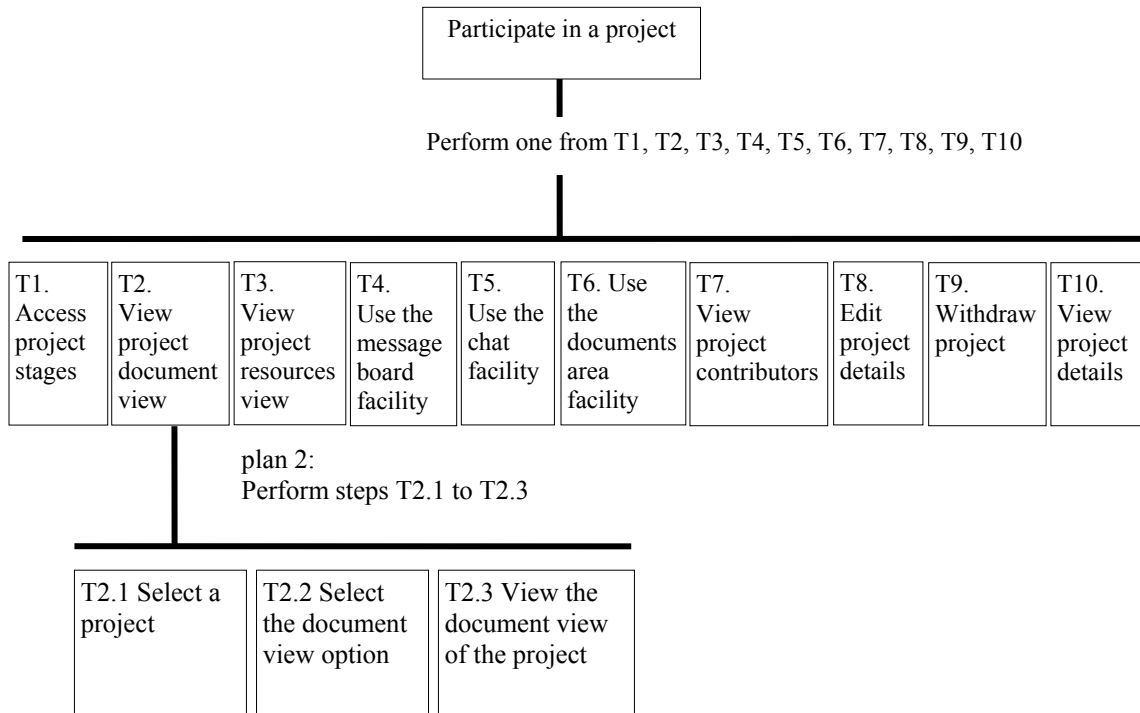 Participate in a project
Perform one from T1, T2, T3, T4, T5, T6, T7, T8, T9, T10
T1.
Access
project
stages
T2.
View
project
document
view
T3.
View
project
resources
view
T4.
Use the
message
board
facility
T5.
Use the
chat
facility
T6. Use
the
documents
area
facility
T7.
View
project
contributors
T8.
Edit
project
details
T9.
Withdraw
project
T10.
View
project
details
plan 2:
Perform steps T2.1 to T2.3
T2.1 Select a
project
T2.2 Select
the document
view option
T2.3 View the
document view
of the project